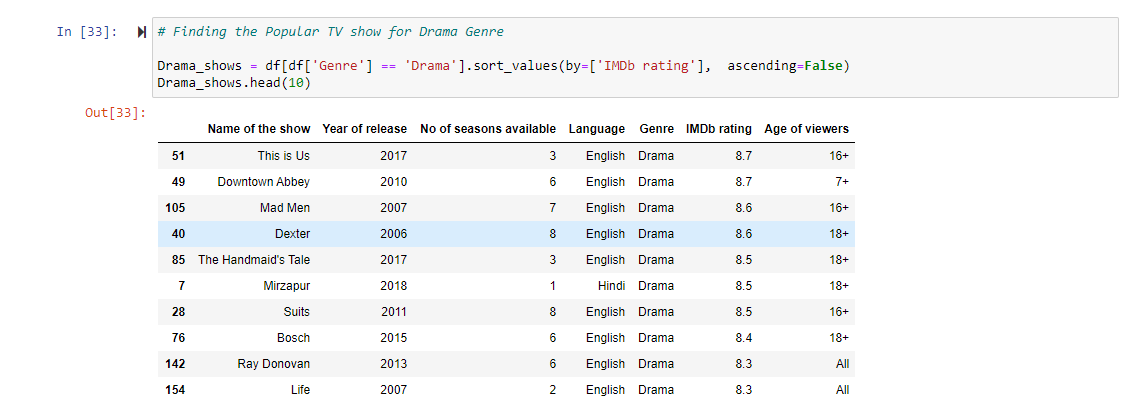 In [33]: # Finding the Popular TV show for Drama Genre
Drama_shows = df[df['Genre'] == 'Drama'].sort_values(by=['IMDb rating'],  ascending=False)
Drama_shows.head(10)
Out[33]:
Name of the show Year of release No of seasons available Language Genre IMDb rating Age of viewers
51 This is Us 2017 3 English Drama 8.7 16+
49 Downtown Abbey 2010 6 English Drama 8.7 7+
105 Mad Men 2007 7 English Drama 8.6 16+
40 Dexter 2006 8 English Drama 8.6 18+
85 The Handmaid's Tale 2017 3 English Drama 8.5 18+
7 Mirzapur 2018 1 Hindi Drama 8.5 18+
28 Suits 2011 8 English Drama 8.5 16+
76 Bosch 2015 6 English Drama 8.4 18+
142 Ray Donovan 2013 6 English Drama 8.3 All
154 Life 2007 2 English Drama 8.3 All